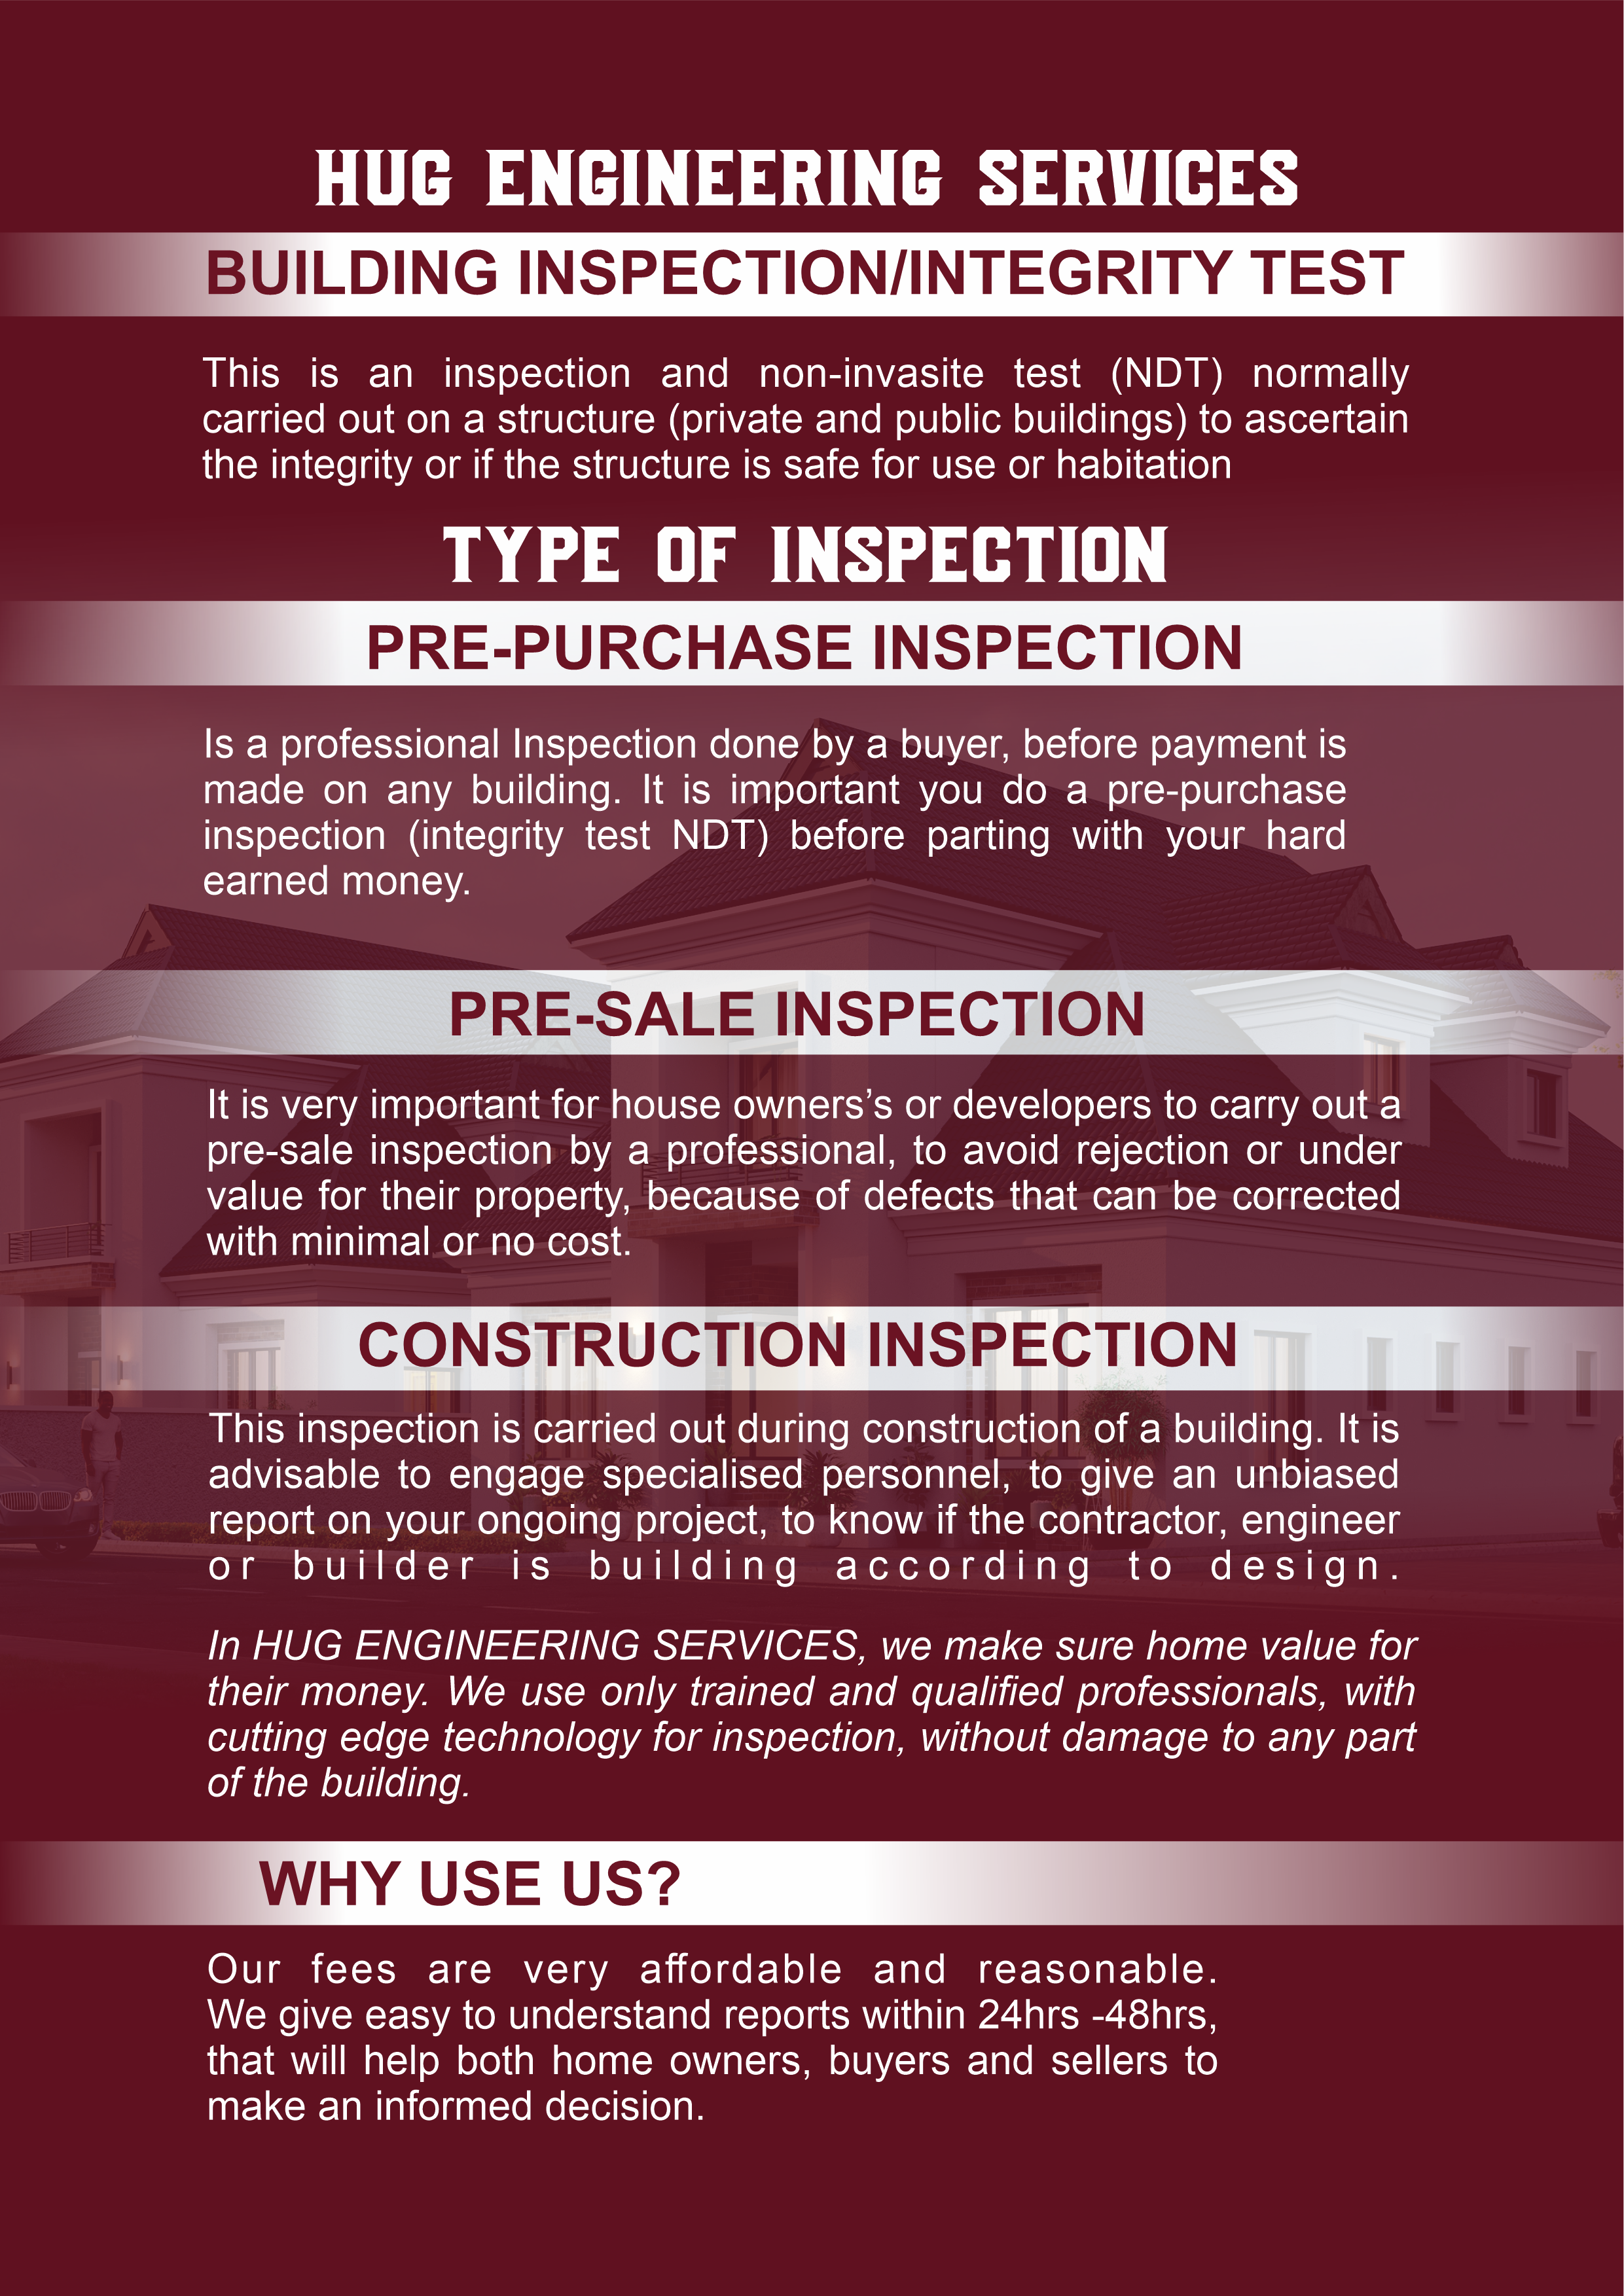 HUG ENGINEERING SERVICES
BUILDING INSPECTION/INTEGRITY TEST
This is an inspection and non-invasite test (NDT) normally
carried out on a structure (private and public buildings) to ascertain
the integrity or if the structure is safe for use or habitation
TYPE OF INSPECTION
PRE-PURCHASE INSPECTION
Is a professional Inspection done by a buyer, before payment is
made on any building. It is important you do a pre-purchase
inspection (integrity test NDT) before parting with your hard
earned money.
PRE-SALE INSPECTION
It is very important for house owners’s or developers to carry out a
pre-sale inspection by a professional, to avoid rejection or under
value for their property, because of defects that can be corrected
with minimal or no cost.
CONSTRUCTION INSPECTION
This inspection is carried out during construction of a building. It is
advisable to engage specialised personnel, to give an unbiased
report on your ongoing project, to know if the contractor, engineer
or builder is building according to design.
In HUG ENGINEERING SERVICES, we make sure home value for
their money. We use only trained and qualified professionals, with
cutting edge technology for inspection, without damage to any part
of the building.
WHY USE US?
Our fees are very affordable and reasonable.
We give easy to understand reports within 24hrs -48hrs,
that will help both home owners, buyers and sellers to
make an informed decision.